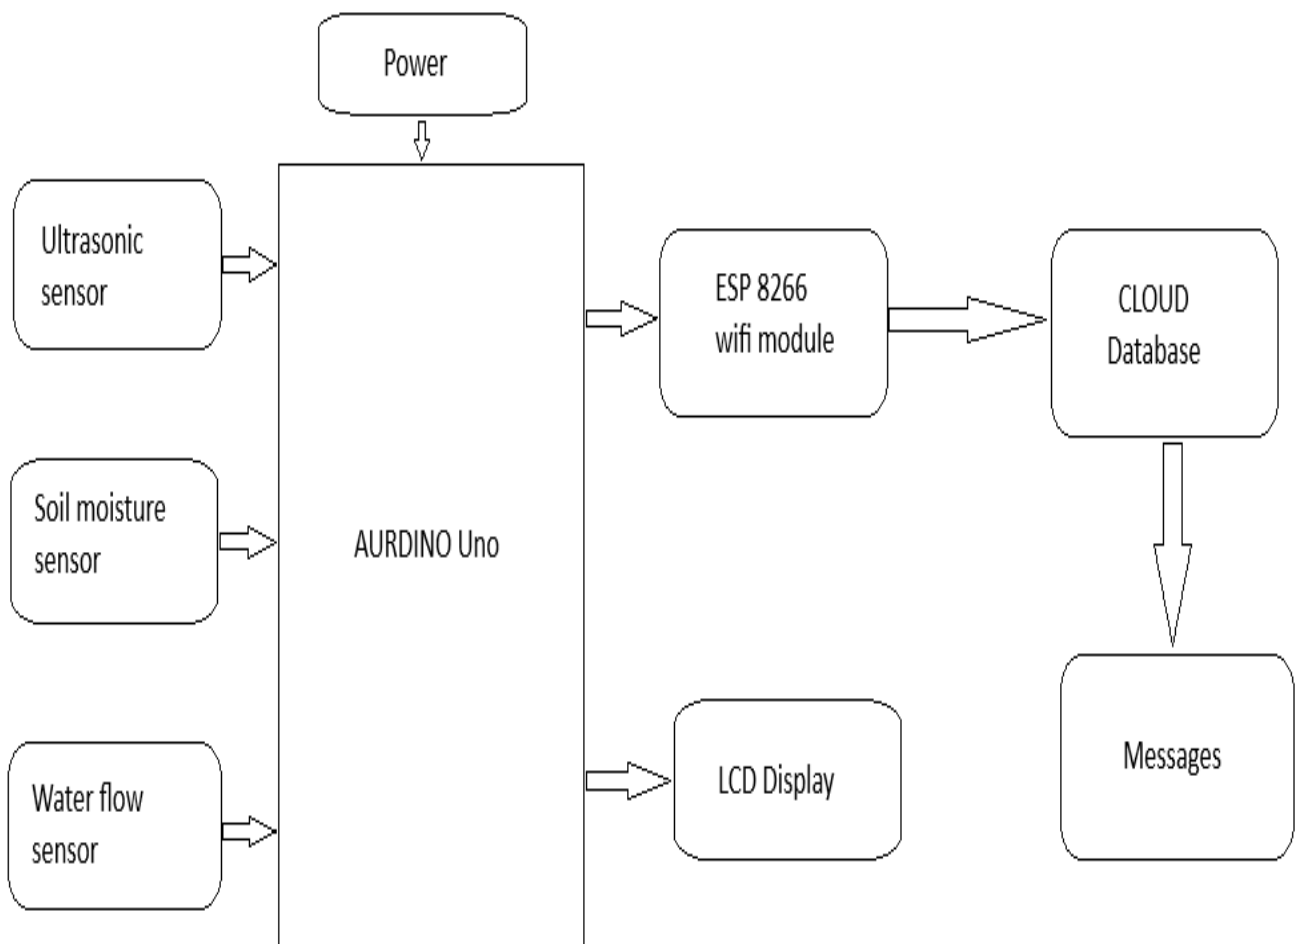 Power
Ultrasonic
sensor
ESP 8266
wifi module
CLOUD
Database
Soil moisture
sensor
AURDINO Uno
Water flow
sensor
LCD Display
Messages